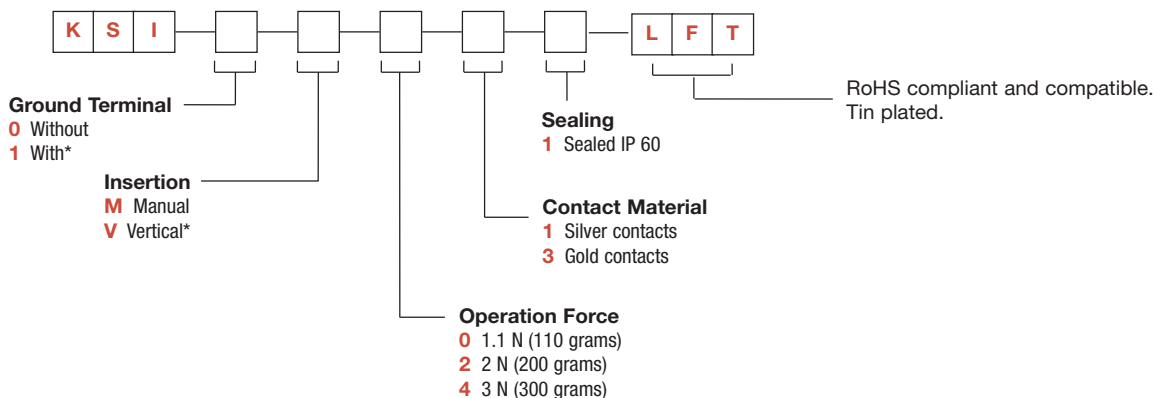 K S I L F T
RoHS compliant and compatible.
Tin plated.
Ground Terminal
0 Without
1 With*
Sealing
1 Sealed IP 60
Insertion
M Manual
V Vertical*
Contact Material
1 Silver contacts
3 Gold contacts
Operation Force
0 1.1 N (110 grams)
2 2 N (200 grams)
4 3 N (300 grams)